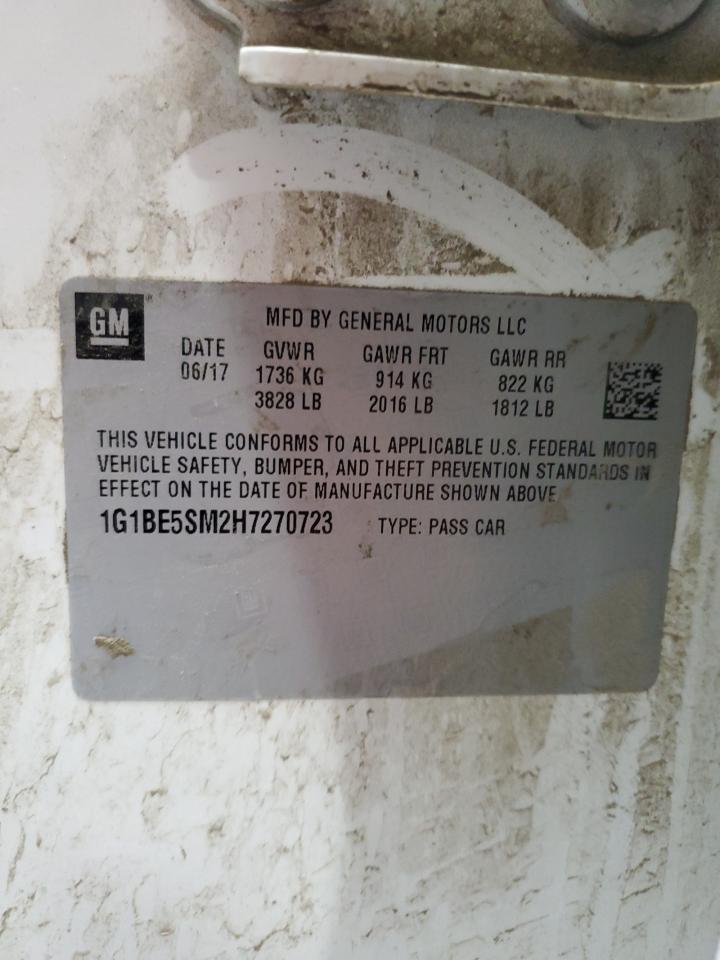 GM
MFD BY GENERAL MOTORS LLC
DATE GVWR GAWR FRT GAWR RR
06/17 1736 KG 914 KG 822 KG
3828 LB 2016 LB 1812 LB
THIS VEHICLE CONFORMS TO ALL APPLICABLE U.S. FEDERAL MOTOR
VEHICLE SAFETY, BUMPER, AND THEFT PREVENTION STANDARDS IN
EFFECT ON THE DATE OF MANUFACTURE SHOWN ABOVE
1G1BE5SM2H7270723 TYPE: PASS CAR